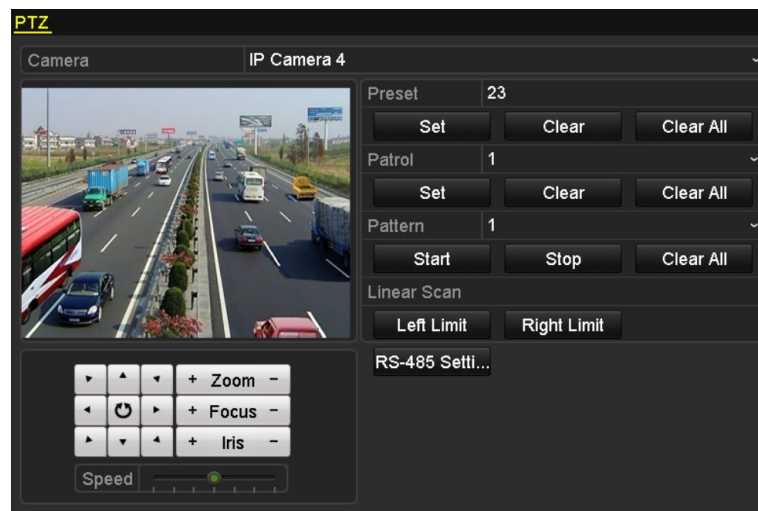 PTZ
Camera IP Camera 4
Preset 23
Set Clear Clear All
Patrol 1
Set Clear Clear All
Pattern 1
Start Stop Clear All
Linear Scan
Left Limit Right Limit
RS-485 Setti...
+ Zoom -
+ Focus -
+ Iris -
Speed